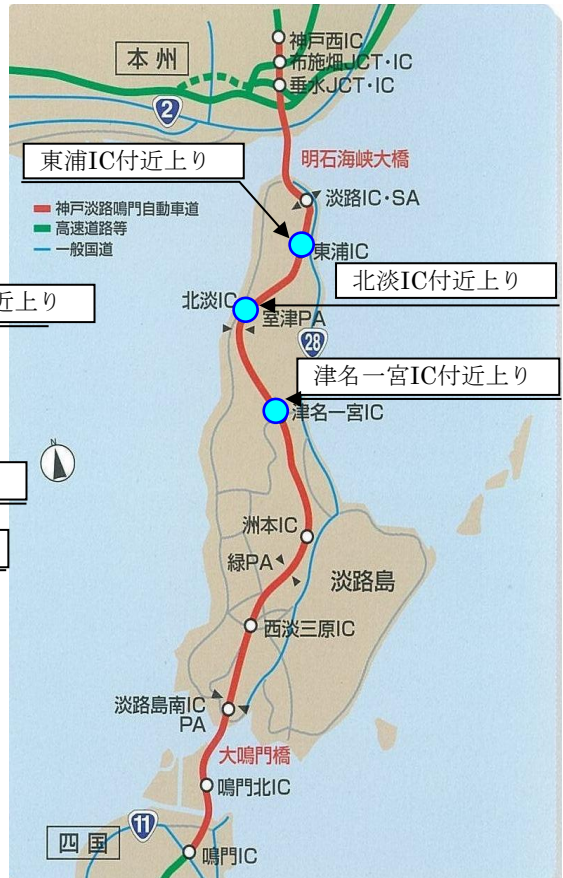 神戸西IC
布施畑JCT・IC
垂水JCT・IC
本州
2
明石海峡大橋
東浦IC付近上り
淡路IC・SA
神戸淡路鳴門自動車道
高速道路等
一般国道
東浦IC
北淡IC付近上り
近上り
北淡IC
室津PA
28
津名一宮IC付近上り
津名一宮IC
N
洲本IC
緑PA
淡路島
西淡三原IC
淡路島南IC
PA
大鳴門橋
鳴門北IC
11
四国
鳴門IC